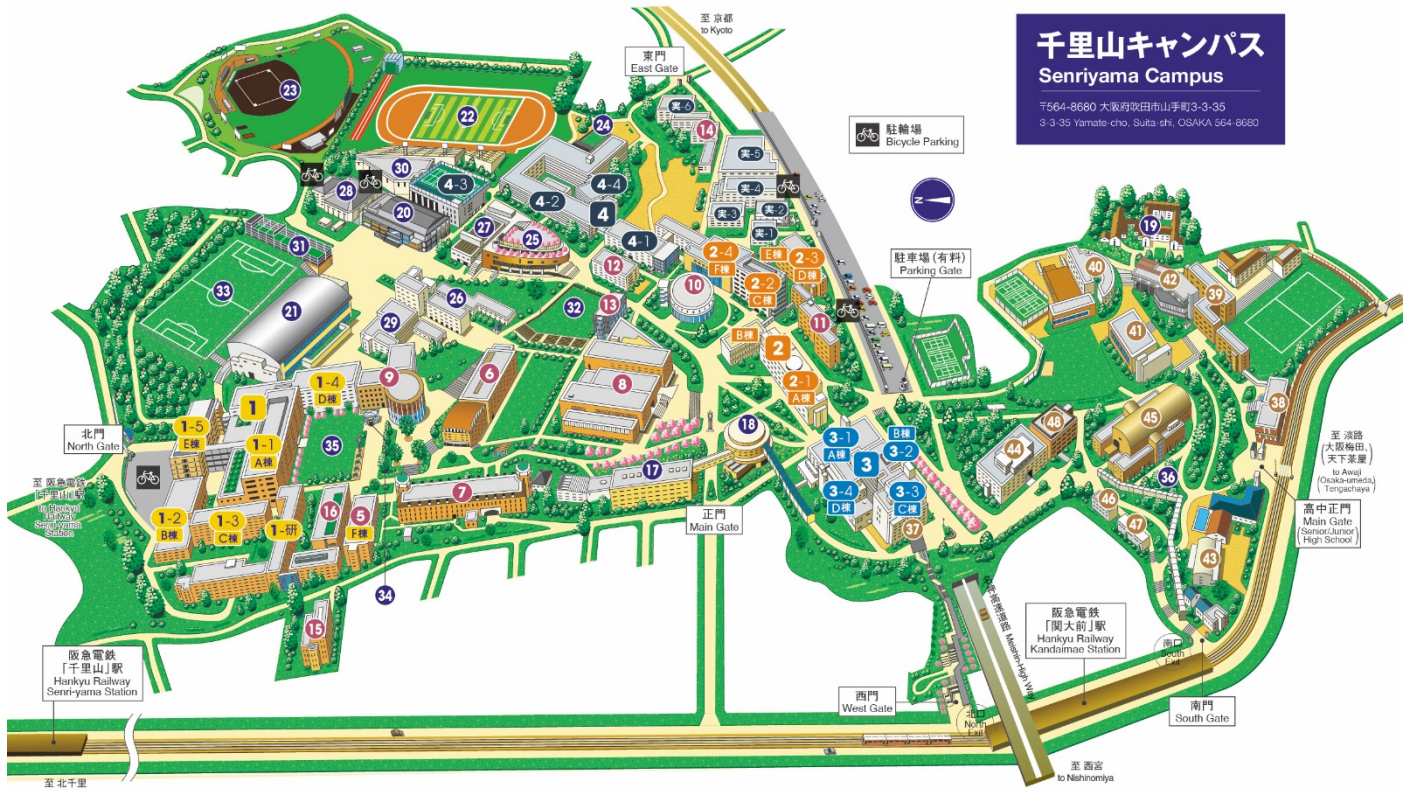 千里山キャンパス
Senriyama Campus
〒564-8680 大阪府吹田市山手町3-3-35
3-3-35 Yamate-cho, Suita-shi, OSAKA 564-8680
至 京都
to Kyoto
東門
East Gate
駐輪場
Bicycle Parking
N
駐車場(有料)
Parking Gate
23
22
24
実-6
14
実-5
実-4
実-3
実-2
実-1
30
28
20
4-3
4-4
4-2
4
4-1
27
25
31
33
21
26
29
12
13
32
10
2-4
F棟
E棟
2-3
D棟
2-2
C棟
11
B棟
2
2-1
A棟
19
40
42
39
41
38
9
6
8
1-4
D棟
1
1-5
E棟
1-1
A棟
35
北門
North Gate
至 阪急電鉄
「千里山」駅
to Hankyu
Railway
Senri-yama
Station
1-2
B棟
1-3
C棟
1-研
16
5
F棟
7
17
18
34
15
正門
Main Gate
3-1
A棟
B棟
3-2
3
3-4
D棟
3-3
C棟
37
44
48
45
36
46
47
43
至 淡路
(大阪梅田、
天下茶屋)
to Awaji
(Osaka-umeda,
Tengachaya)
高中正門
Main Gate
(Senior/Junior
High School)
阪急電鉄
「千里山」駅
Hankyu Railway
Senri-yama Station
至 北千里
西門
West Gate
北口
North
Exit
名神高速道路 Meishin-High Way
阪急電鉄
「関大前」駅
Hankyu Railway
Kandaimae Station
南口
South
Exit
南門
South Gate
至 西宮
to Nishinomiya